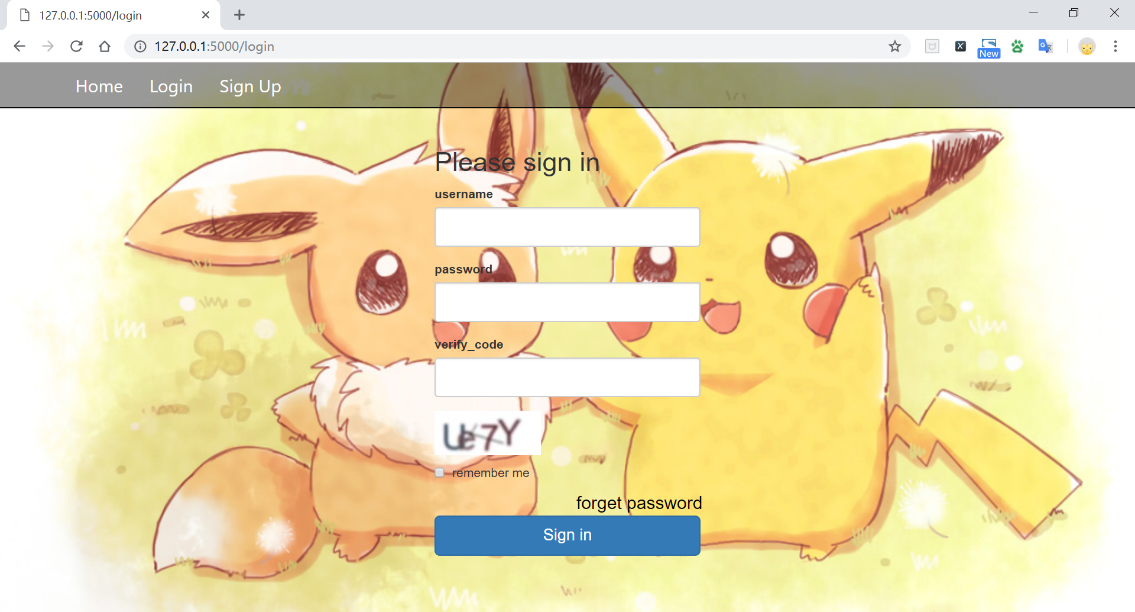 127.0.0.1:5000/login
127.0.0.1:5000/login
New
Home Login Sign Up
Please sign in
username
password
verify_code
Ue7Y
remember me
forget password
Sign in